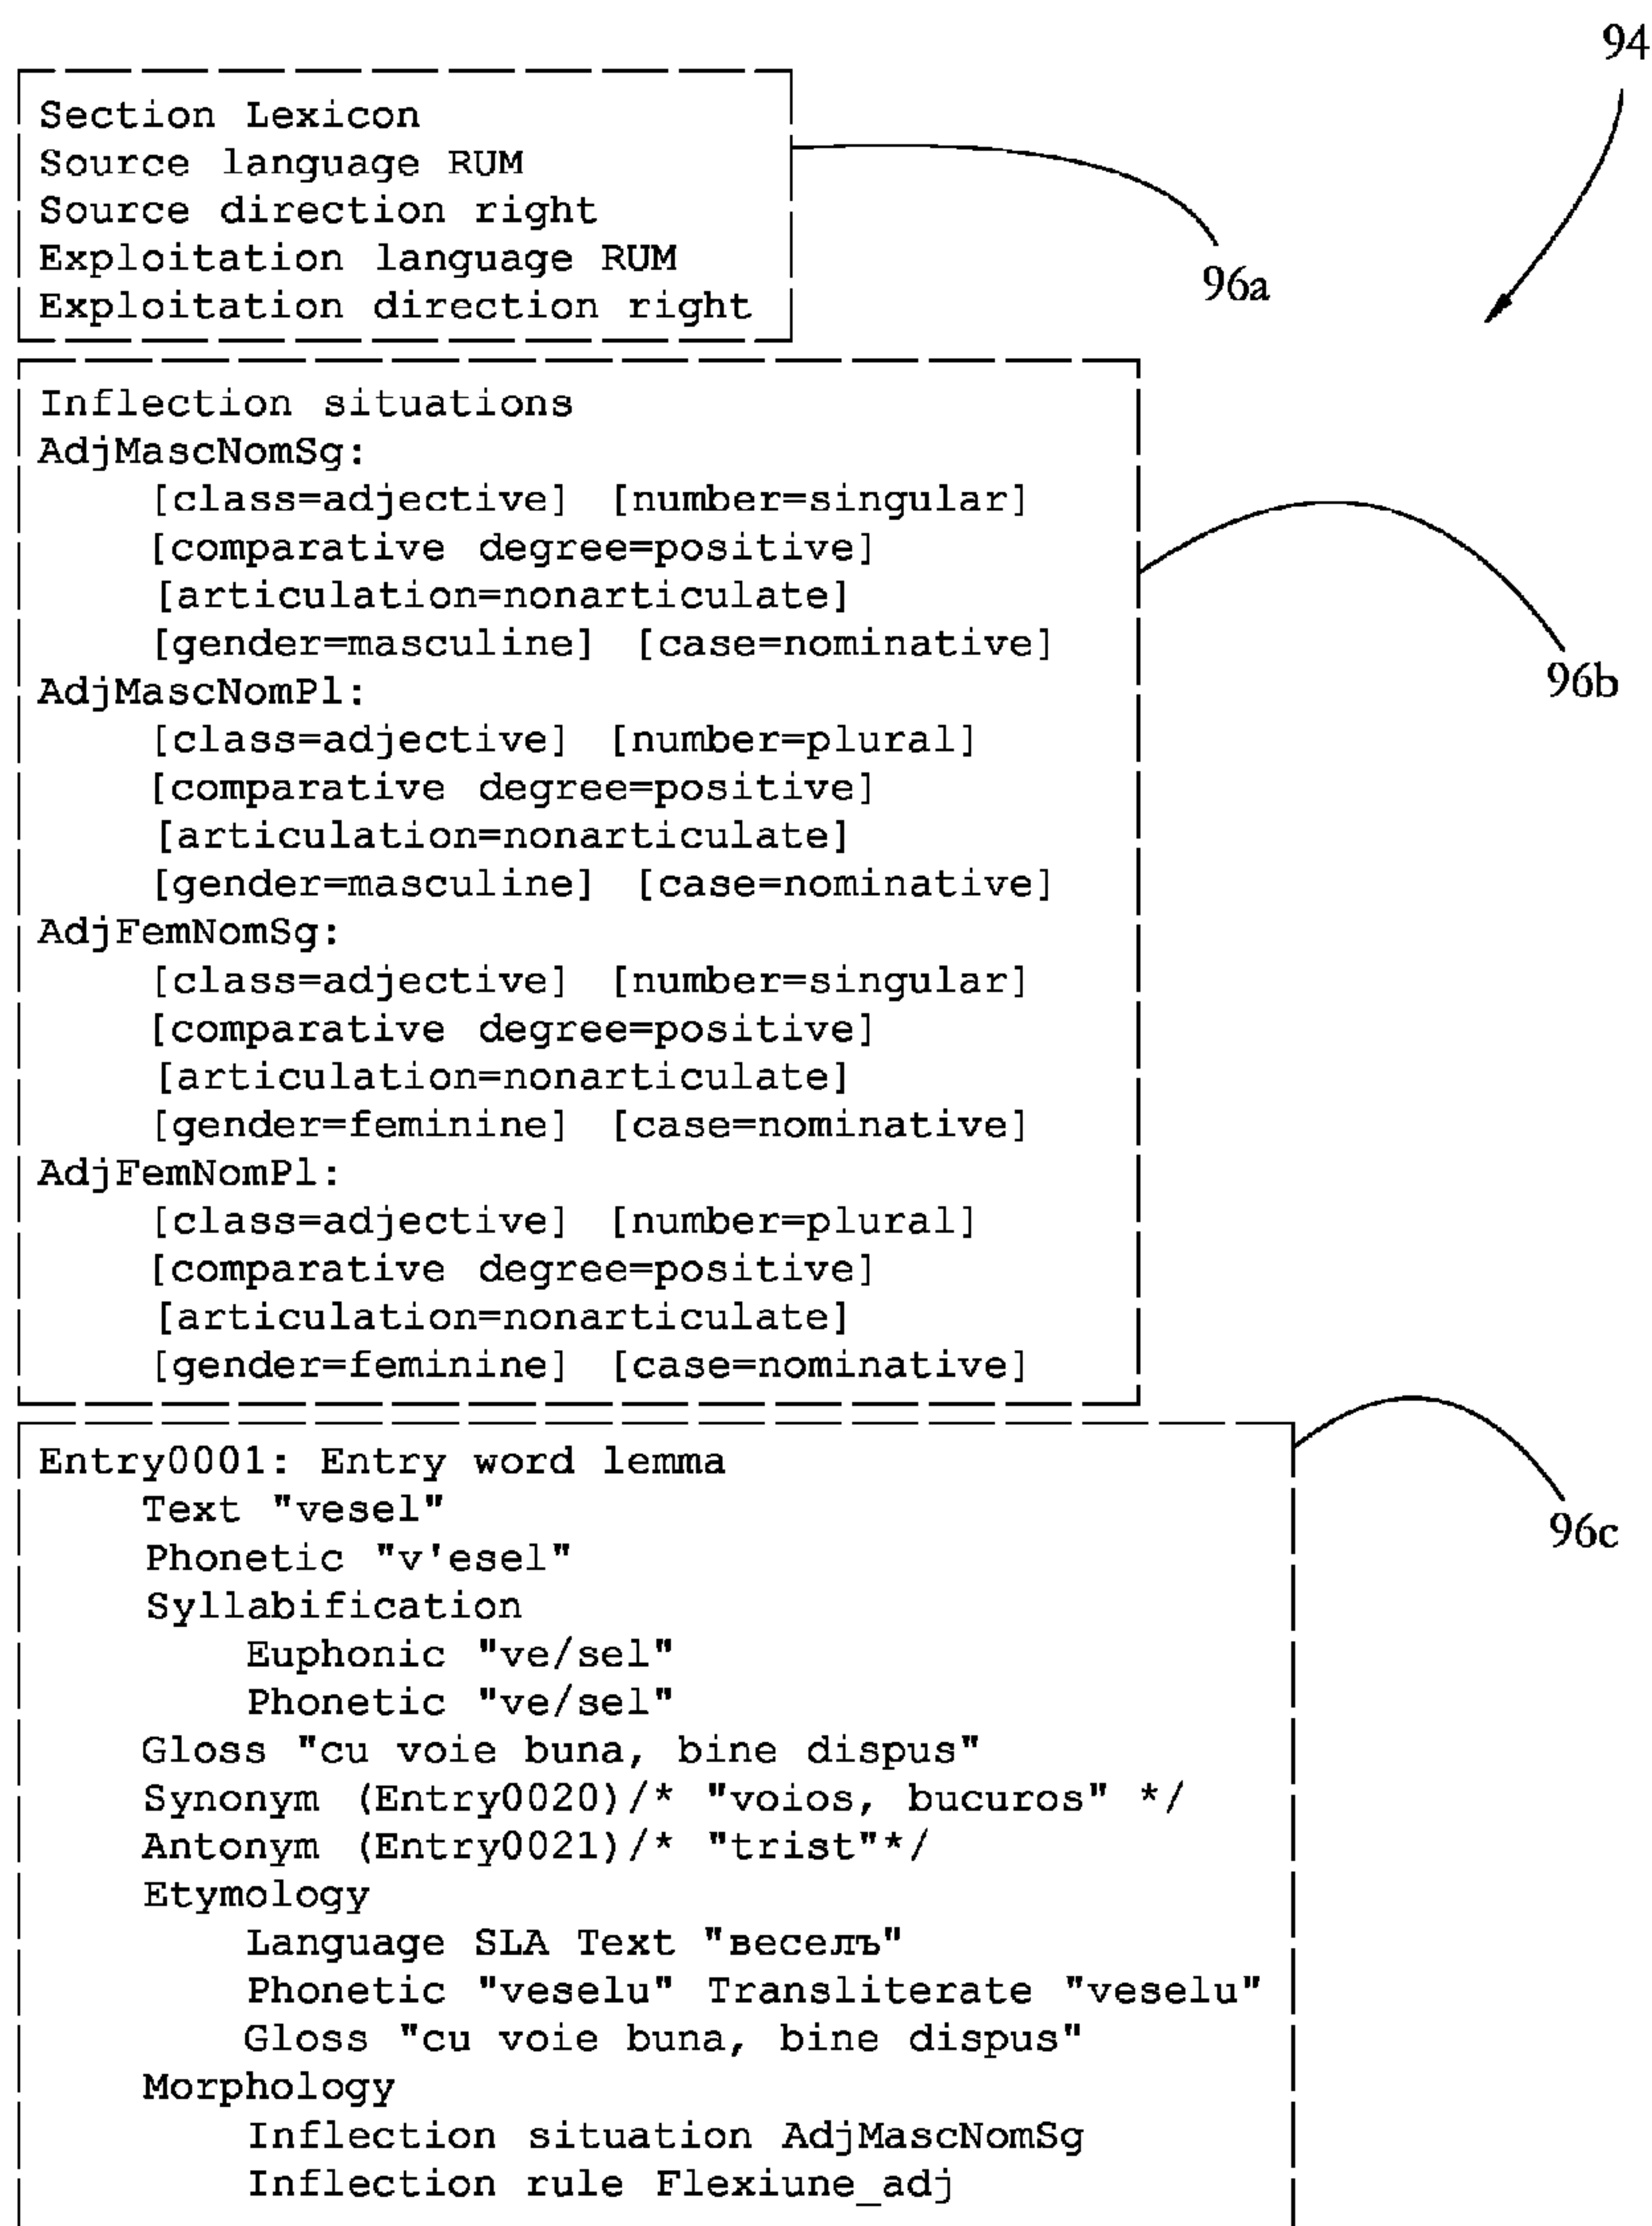 94
Section Lexicon
Source language RUM
Source direction right
Exploitation language RUM
Exploitation direction right
96a
Inflection situations
AdjMascNomSg:
[class=adjective] [number=singular]
[comparative degree=positive]
[articulation=nonarticulate]
[gender=masculine] [case=nominative]
AdjMascNomPl:
[class=adjective] [number=plural]
[comparative degree=positive]
[articulation=nonarticulate]
[gender=masculine] [case=nominative]
AdjFemNomSg:
[class=adjective] [number=singular]
[comparative degree=positive]
[articulation=nonarticulate]
[gender=feminine] [case=nominative]
AdjFemNomPl:
[class=adjective] [number=plural]
[comparative degree=positive]
[articulation=nonarticulate]
[gender=feminine] [case=nominative]
96b
Entry0001: Entry word lemma
Text "vesel"
Phonetic "v'esel"
Syllabification
Euphonic "ve/sel"
Phonetic "ve/sel"
Gloss "cu voie buna, bine dispus"
Synonym (Entry0020)/* "voios, bucuros" */
Antonym (Entry0021)/* "trist"*/
Etymology
Language SLA Text "веселъ"
Phonetic "veselu" Transliterate "veselu"
Gloss "cu voie buna, bine dispus"
Morphology
Inflection situation AdjMascNomSg
Inflection rule Flexiune_adj
96c